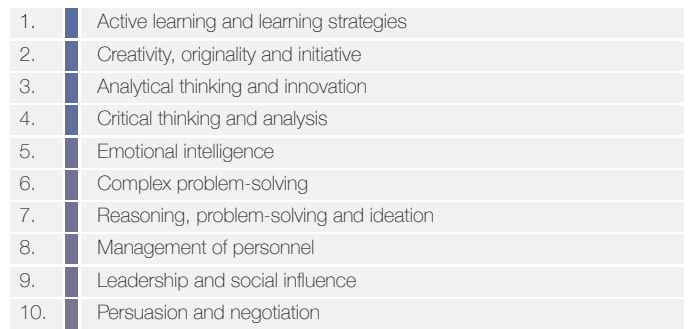 1. Active learning and learning strategies
2. Creativity, originality and initiative
3. Analytical thinking and innovation
4. Critical thinking and analysis
5. Emotional intelligence
6. Complex problem-solving
7. Reasoning, problem-solving and ideation
8. Management of personnel
9. Leadership and social influence
10. Persuasion and negotiation